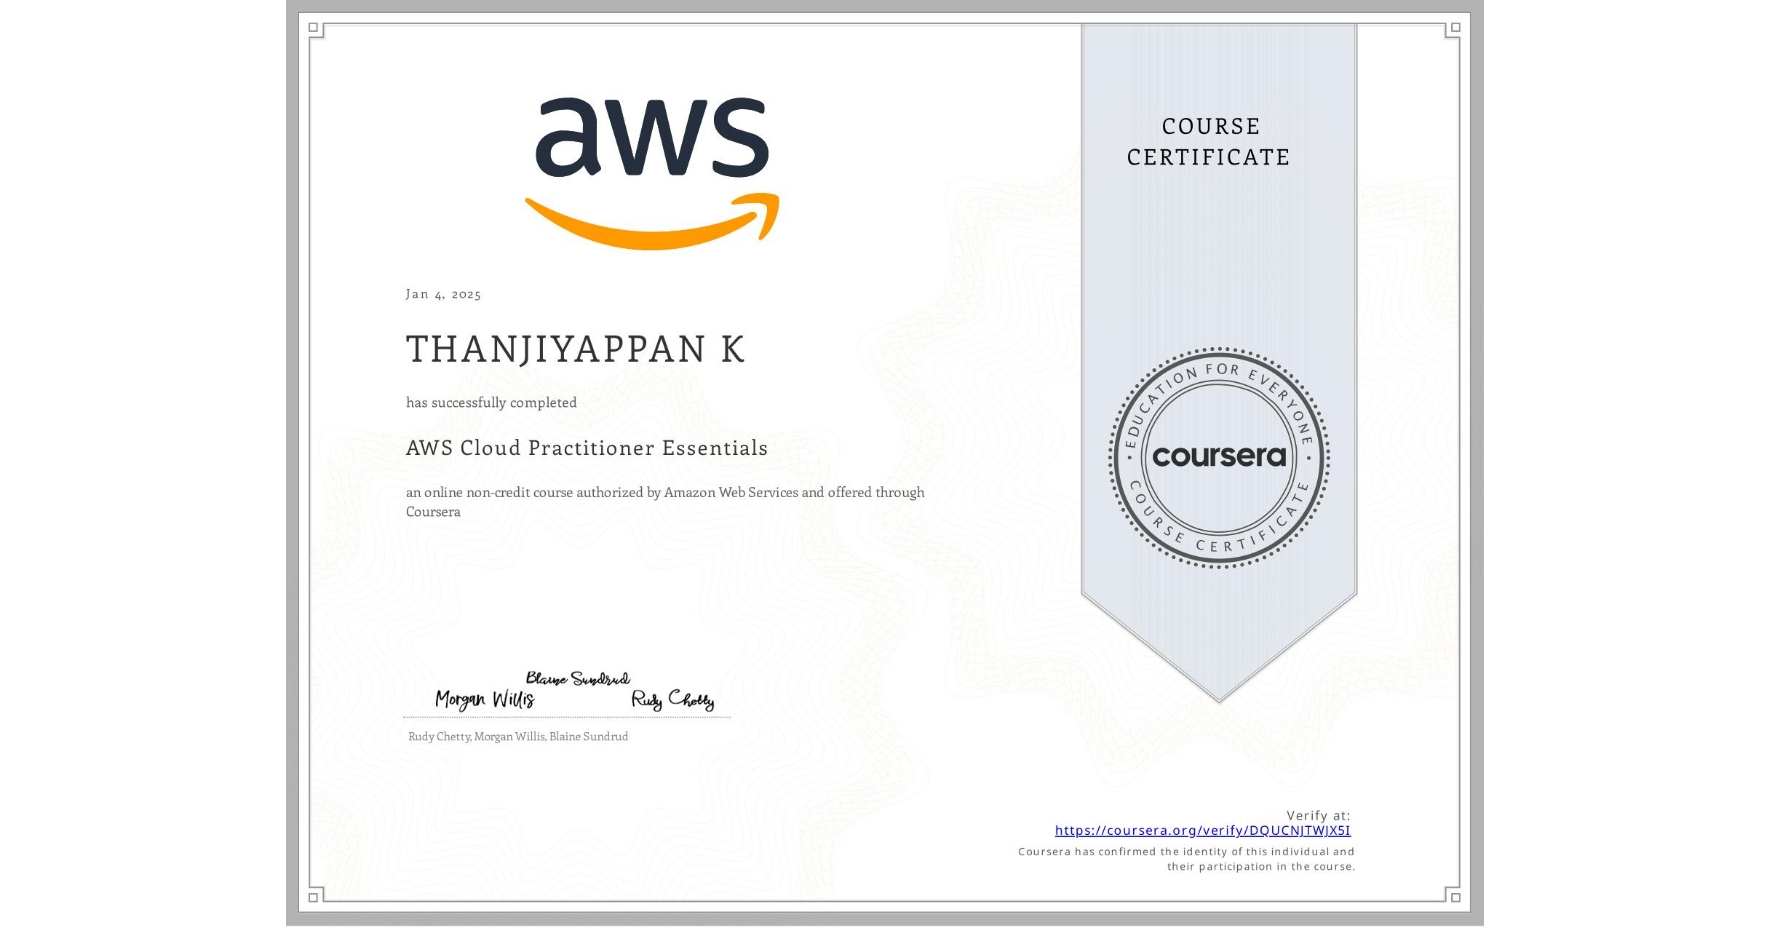 aws
COURSE
CERTIFICATE
Jan 4, 2025
THANJIYAPPAN K
has successfully completed
AWS Cloud Practitioner Essentials
an online non-credit course authorized by Amazon Web Services and offered through
Coursera
EDUCATION FOR EVERYONE
coursera
COURSE CERTIFICATE
Blaine Sundrud
Morgan Willis
Rudy Chetty
Rudy Chetty, Morgan Willis, Blaine Sundrud
Verify at:
https://coursera.org/verify/DQUCNJTWJX5I
Coursera has confirmed the identity of this individual and
their participation in the course.